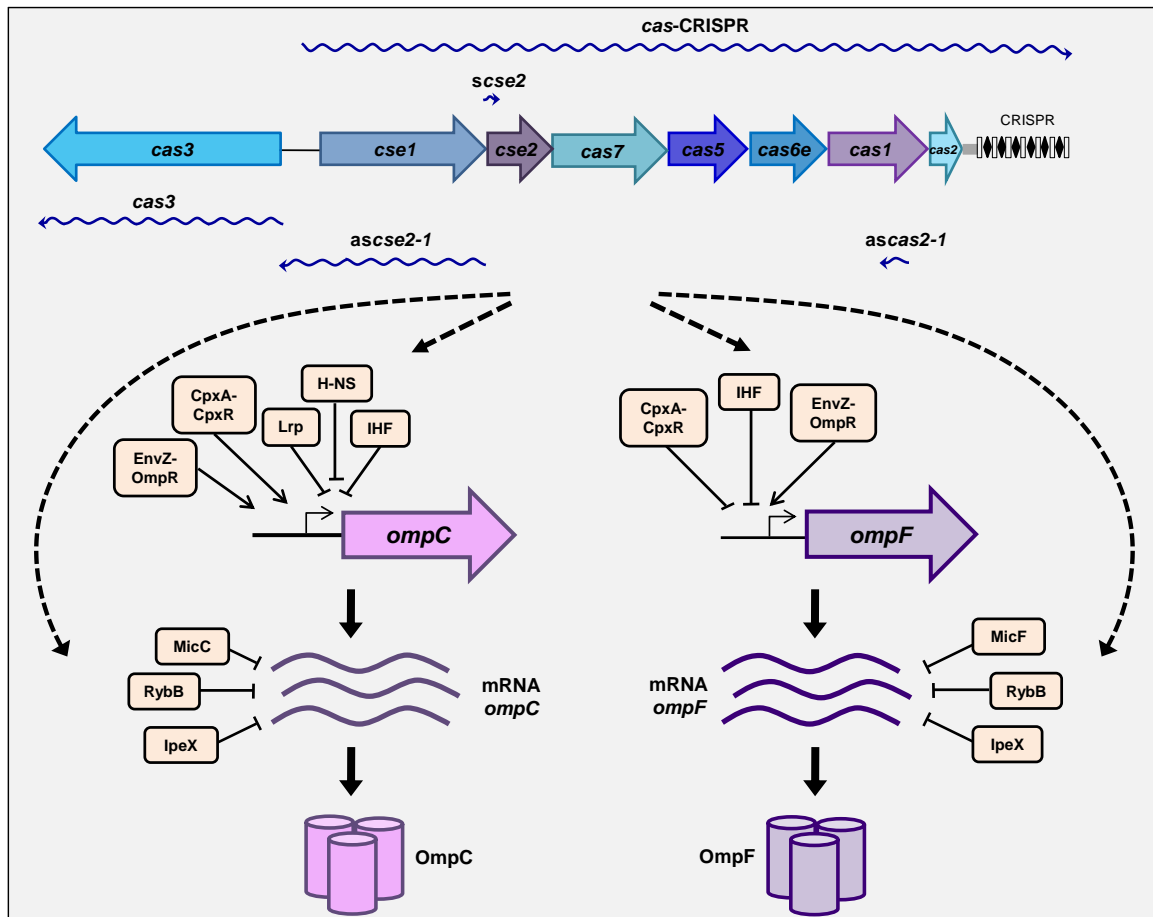 cas-CRISPR
scse2
CRISPR
cas3
cse1
cse2
cas7
cas5
cas6e
cas1
cas2
cas3
ascse2-1
ascas2-1
H-NS
CpxA-
CpxR
Lrp
IHF
EnvZ-
OmpR
ompC
IHF
CpxA-
CpxR
EnvZ-
OmpR
ompF
MicC
RybB
IpeX
mRNA
ompC
mRNA
ompF
MicF
RybB
IpeX
OmpC
OmpF